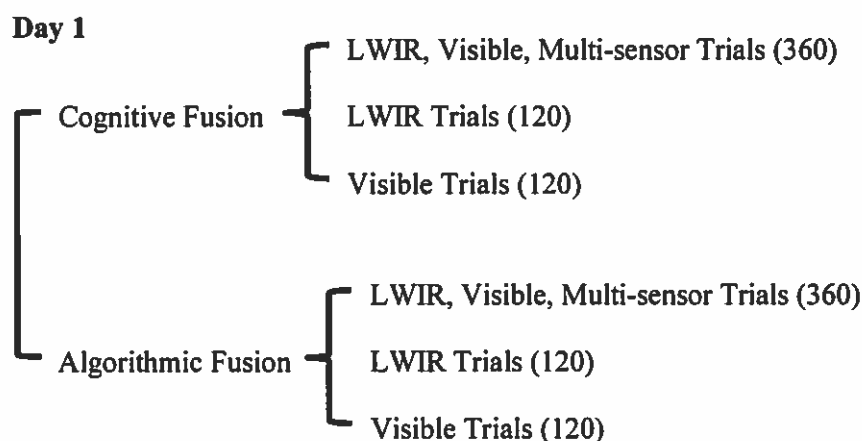 Day 1
LWIR, Visible, Multi-sensor Trials (360)
Cognitive Fusion
LWIR Trials (120)
Visible Trials (120)
LWIR, Visible, Multi-sensor Trials (360)
Algorithmic Fusion
LWIR Trials (120)
Visible Trials (120)